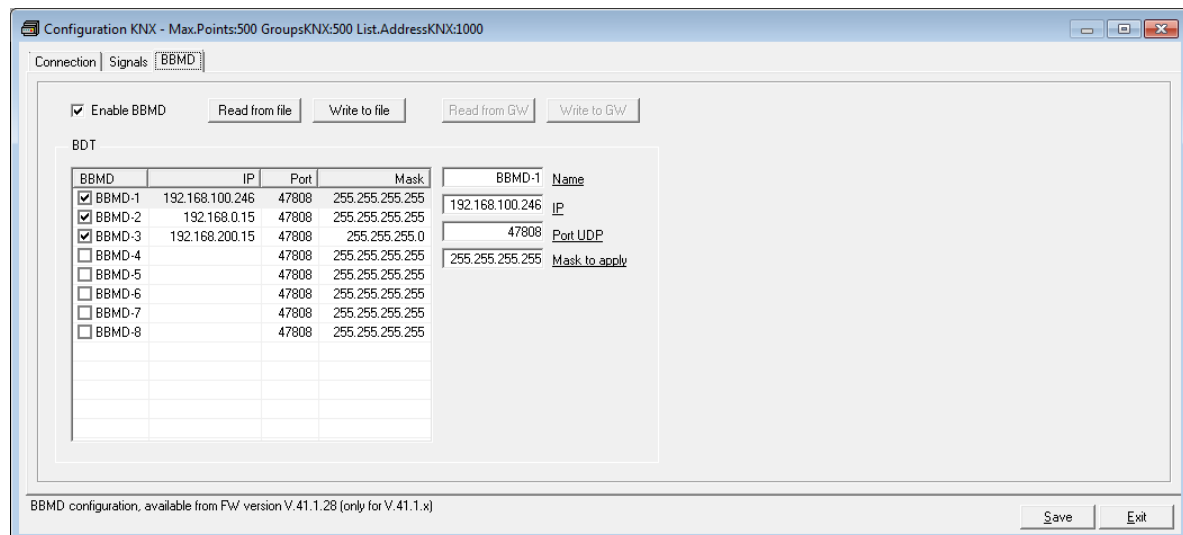 Configuration KNX - Max.Points:500 GroupsKNX:500 List.AddressKNX:1000
Connection Signals BBMD
Enable BBMD Read from file Write to file Read from GW Write to GW
BDT
BBMD IP Port Mask
BBMD-1 192.168.100.246 47808 255.255.255.255
BBMD-2 192.168.0.15 47808 255.255.255.255
BBMD-3 192.168.200.15 47808 255.255.255.0
BBMD-4 47808 255.255.255.255
BBMD-5 47808 255.255.255.255
BBMD-6 47808 255.255.255.255
BBMD-7 47808 255.255.255.255
BBMD-8 47808 255.255.255.255
BBMD-1 Name
192.168.100.246 IP
47808 Port UDP
255.255.255.255 Mask to apply
BBMD configuration, available from FW version V.41.1.28 (only for V.41.1.x)
Save Exit